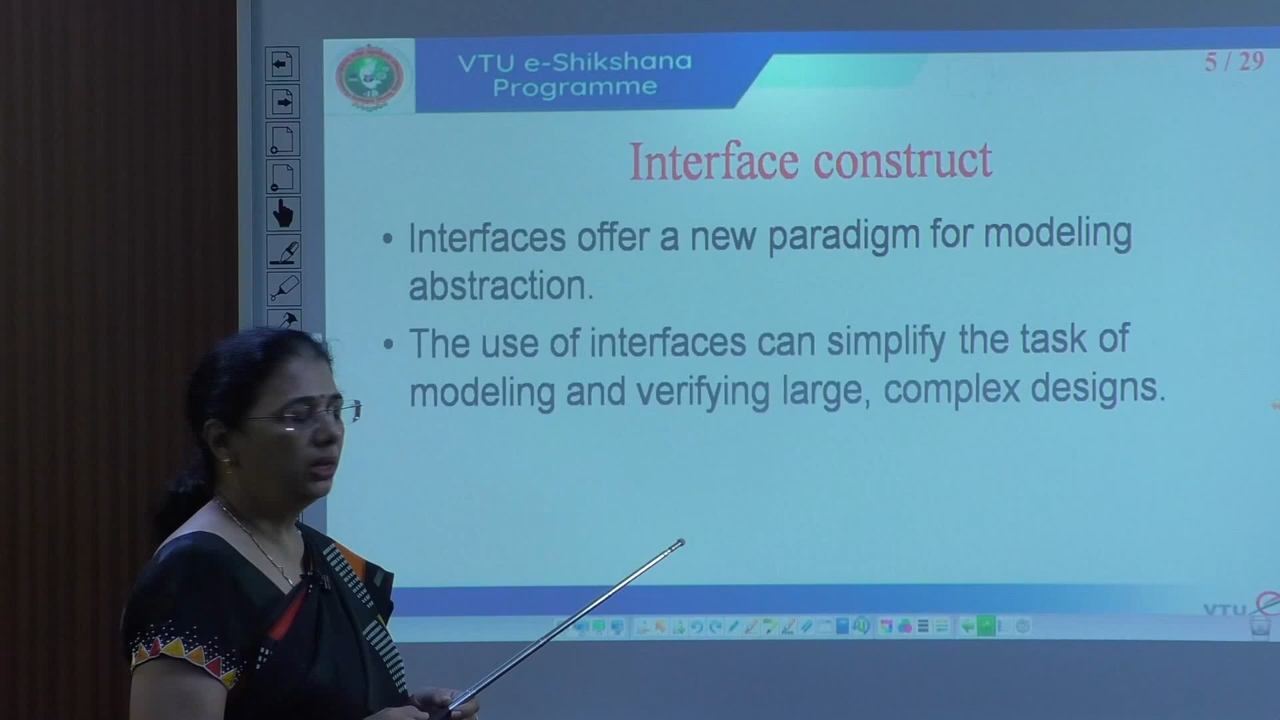 VTU e-Shikshana
Programme
5 / 29
Interface construct
• Interfaces offer a new paradigm for modeling
abstraction.
• The use of interfaces can simplify the task of
modeling and verifying large, complex designs.
VTU